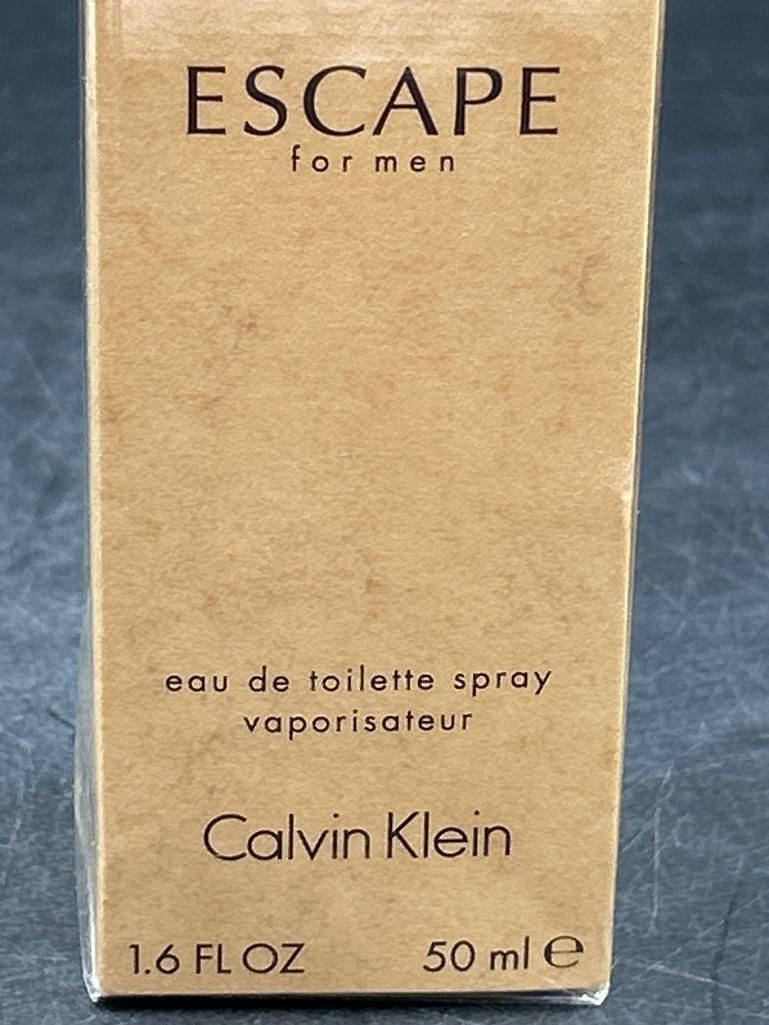 ESCAPE
for men
eau de toilette spray
vaporisateur
Calvin Klein
1.6 FL OZ 50 ml ℮